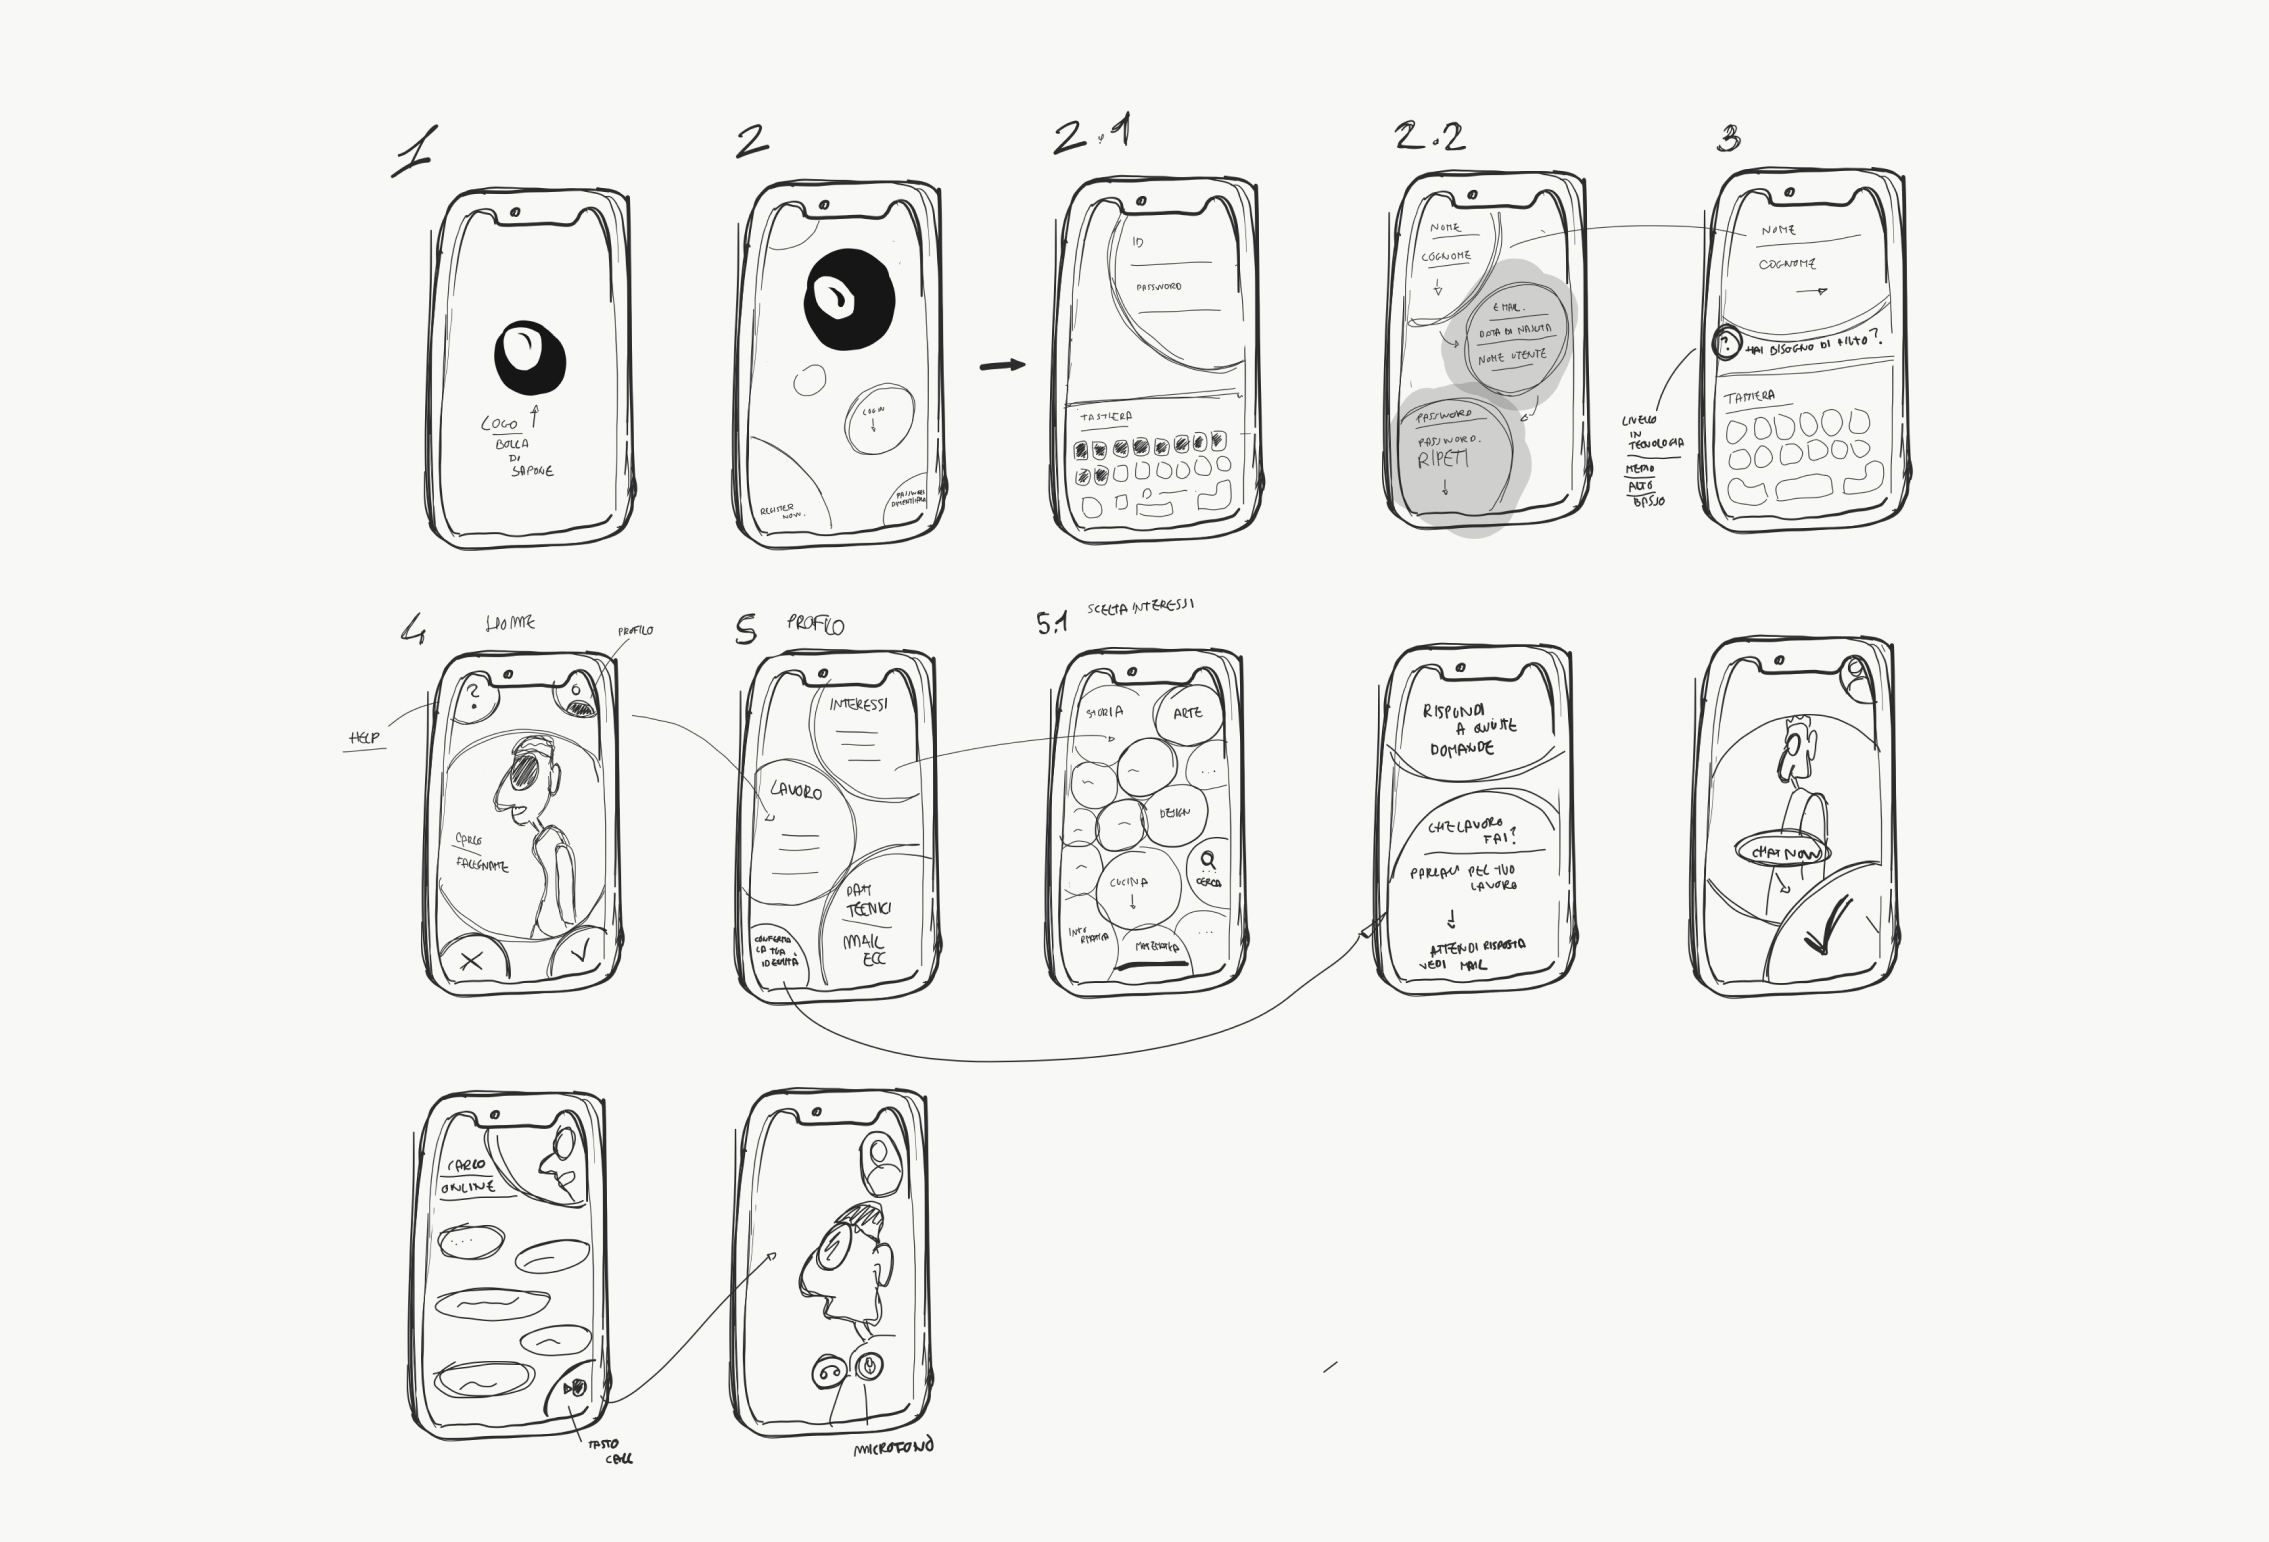 1
2
2.1
2.2
3
LOGO
BOLLA
DI
SAPONE
LOGIN
REGISTER
NOW.
PASSWORD
DIMENTICATA
ID
PASSWORD
TASTIERA
NOME
COGNOME
EMAIL.
DATA DI NASCITA
NOME UTENTE
PASSWORD
PASSWORD.
RIPETI
NOME
COGNOME
?
HAI BISOGNO DI AIUTO?
TASTIERA
LIVELLO
IN
TECNOLOGIA
MEDIO
ALTO
BASSO
4
HOME
PROFILO
HELP
?
CARLO
FALEGNAME
5
PROFILO
INTERESSI
LAVORO
DATI
TECNICI
MAIL
ECC
CONFERMA
LA TUA
IDENTITÀ
5.1
SCELTA INTERESSI
STORIA
ARTE
...
DESIGN
CUCINA
CERCA
INFORMATICA
MATEMATICA
...
RISPONDI
A QUESTE
DOMANDE
CHE LAVORO
FAI?
PARLACI DEL TUO
LAVORO
ATTENDI RISPOSTA
VEDI MAIL
CHAT NOW
CARLO
ONLINE
....
TASTO
CALL
MICROFONO